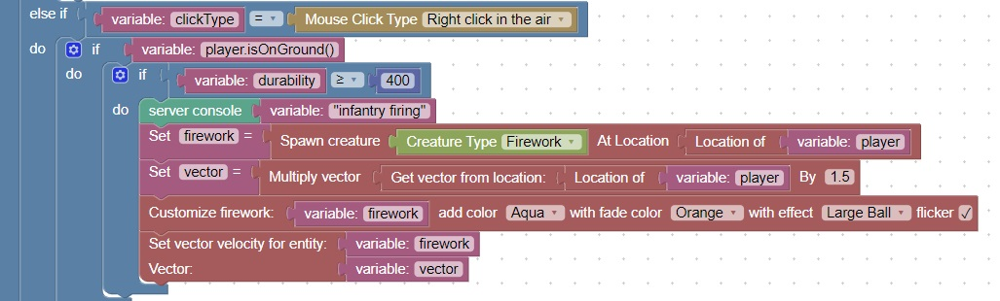 else if variable: clickType = Mouse Click Type Right click in the air
do if variable: player.isOnGround()
do if variable: durability ≥ 400
do server console variable: "infantry firing"
Set firework = Spawn creature Creature Type Firework At Location Location of variable: player
Set vector = Multiply vector Get vector from location: Location of variable: player By 1.5
Customize firework: variable: firework add color Aqua with fade color Orange with effect Large Ball flicker ✓
Set vector velocity for entity: variable: firework
Vector: variable: vector